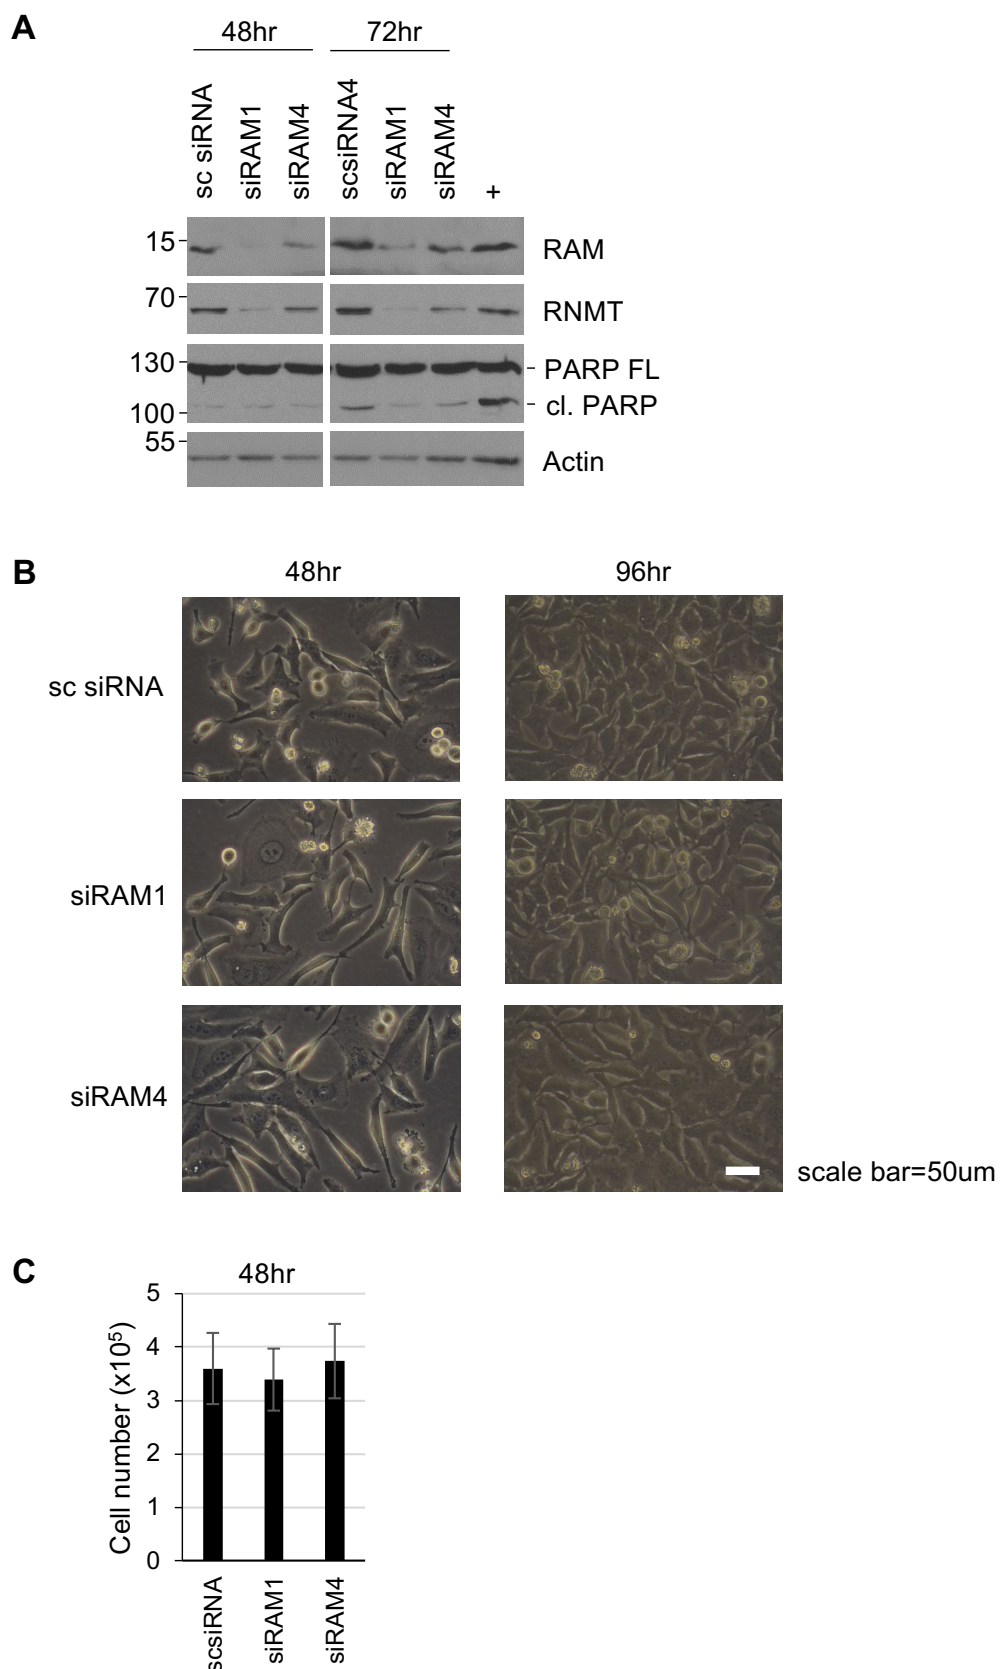 A
48hr 72hr
sc siRNA
siRAM1
siRAM4
scsiRNA4
siRAM1
siRAM4
+
15 RAM
70 RNMT
130 PARP FL
100 cl. PARP
55 Actin
B
48hr 96hr
sc siRNA
siRAM1
siRAM4
scale bar=50um
C
48hr
Cell number (x10⁵)
5
4
3
2
1
0
scsiRNA
siRAM1
siRAM4